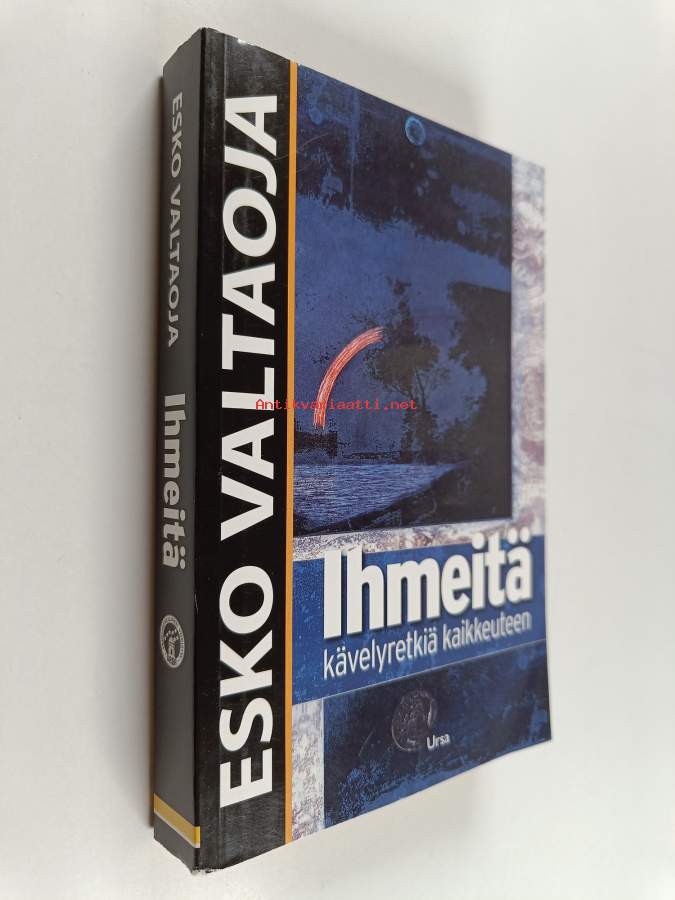 ESKO VALTAOJA
Ihmeitä
ESKO VALTAOJA
Antikvariaatti.net
Ihmeitä
kävelyretkiä kaikkeuteen
Ursa